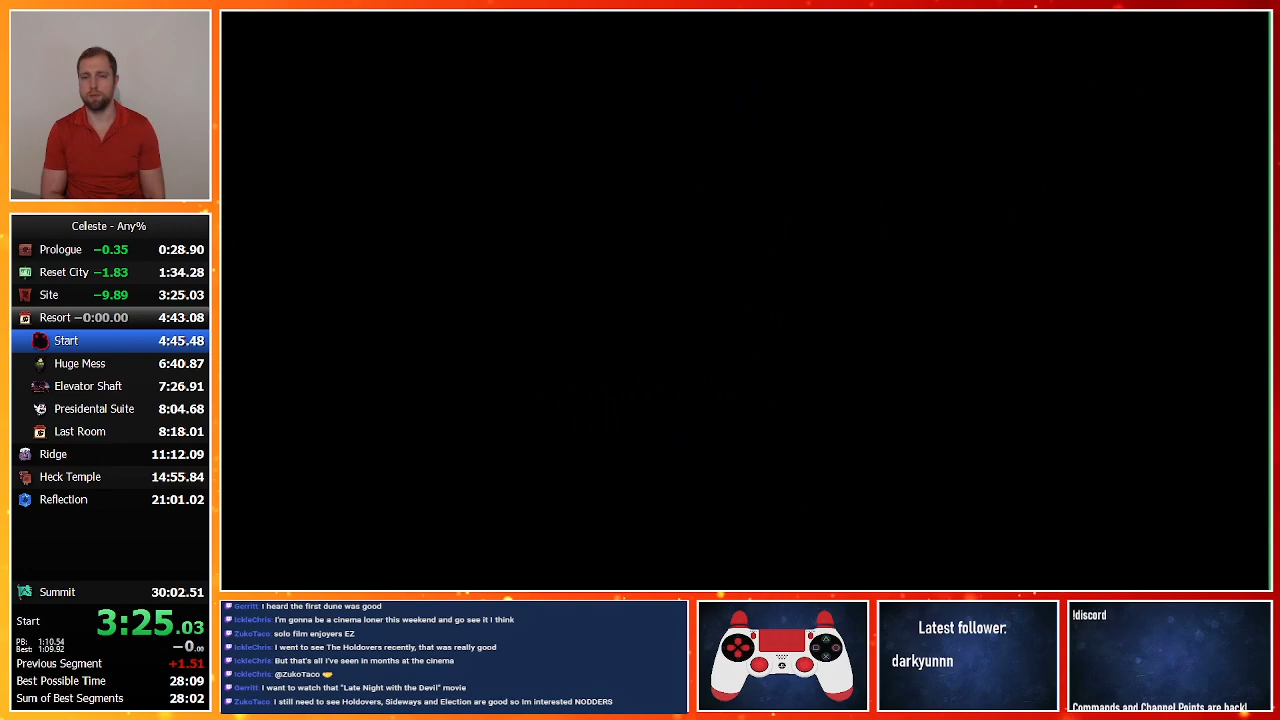 Celeste - Any%
Prologue −0.35 0:28.90
Reset City −1.83 1:34.28
Site −9.89 3:25.03
Resort −0:00.00 4:43.08
Start 4:45.48
Huge Mess 6:40.87
Elevator Shaft 7:26.91
Presidental Suite 8:04.68
Last Room 8:18.01
Ridge 11:12.09
Heck Temple 14:55.84
Reflection 21:01.02
Summit 30:02.51
Start 3:25.03
PB: 1:10.54
Best: 1:09.92
−0.00
Previous Segment +1.51
Best Possible Time 28:09
Sum of Best Segments 28:02
Gerritt: I heard the first dune was good
IckleChris: I'm gonna be a cinema loner this weekend and go see it I think
ZukoTaco: solo film enjoyers EZ
IckleChris: I went to see The Holdovers recently, that was really good
IckleChris: But that's all I've seen in months at the cinema
IckleChris: @ZukoTaco 🤝
Gerritt: I want to watch that "Late Night with the Devil" movie
ZukoTaco: I still need to see Holdovers, Sideways and Election are good so Im interested NODDERS
Latest follower:
darkyunnn
!discord
Commands and Channel Points are back!